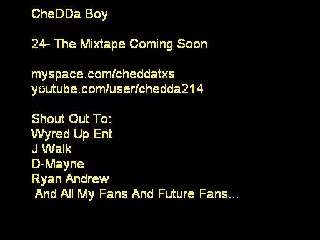 CheDDa Boy
24- The Mixtape Coming Soon
myspace.com/cheddatxs
youtube.com/user/chedda214
Shout Out To:
Wyred Up Ent
J Walk
D-Mayne
Ryan Andrew
And All My Fans And Future Fans...